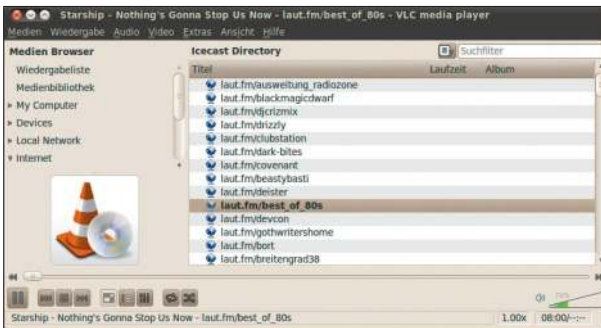 Starship - Nothing's Gonna Stop Us Now - laut.fm/best_of_80s - VLC media player
Medien Wiedergabe Audio Video Extras Ansicht Hilfe
Medien Browser
Wiedergabeliste
Medienbibliothek
My Computer
Devices
Local Network
Internet
Icecast Directory
Suchfilter
Titel Laufzeit Album
laut.fm/ausweitung_radiozone
laut.fm/blackmagicdwarf
laut.fm/djcrizmix
laut.fm/drizzly
laut.fm/clubstation
laut.fm/dark-bites
laut.fm/covenant
laut.fm/beastybasti
laut.fm/deister
laut.fm/best_of_80s
laut.fm/devcon
laut.fm/gothwritershome
laut.fm/bort
laut.fm/breitengrad38
Starship - Nothing's Gonna Stop Us Now - laut.fm/best_of_80s
1.00x 08:00/--:--